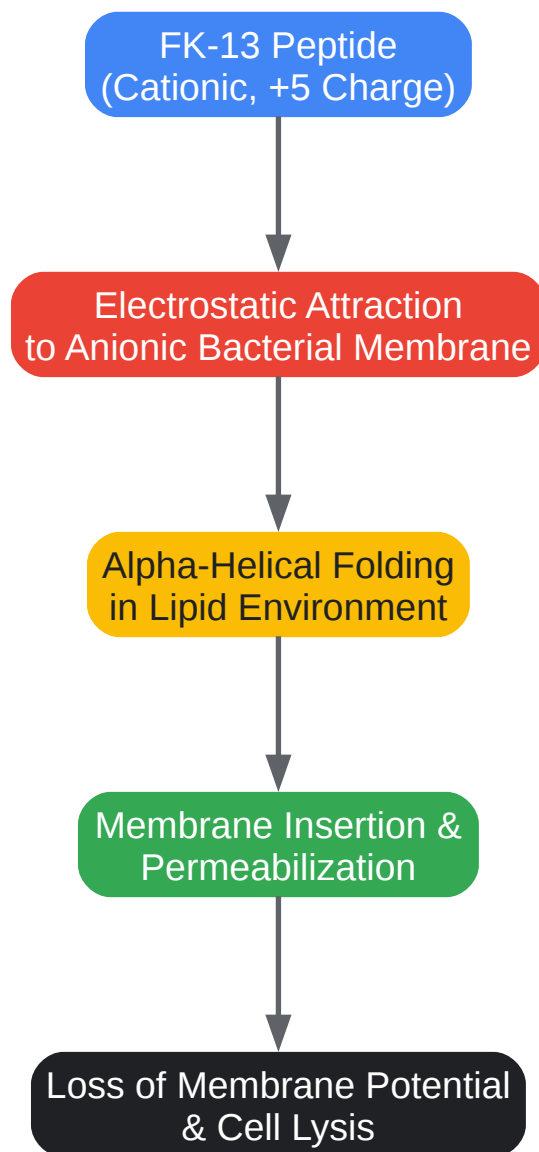 FK-13 Peptide
(Cationic, +5 Charge)
Electrostatic Attraction
to Anionic Bacterial Membrane
Alpha-Helical Folding
in Lipid Environment
Membrane Insertion &
Permeabilization
Loss of Membrane Potential
& Cell Lysis